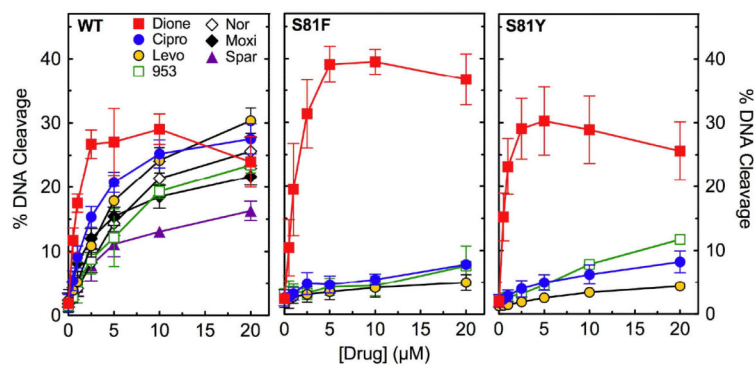 WT
Dione
Cipro
Levo
953
Nor
Moxi
Spar
S81F
S81Y
% DNA Cleavage
40
30
20
10
0
0 5 10 15 20
0 5 10 15 20
0 5 10 15 20
40
30
20
10
0
% DNA Cleavage
[Drug] (µM)